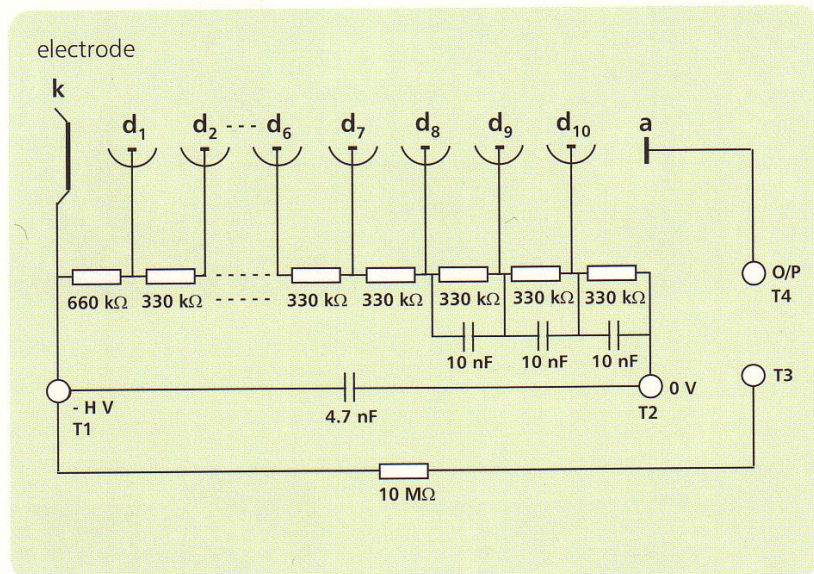 electrode
k
d₁ d₂ ---- d₆ d₇ d₈ d₉ d₁₀ a
660 kΩ 330 kΩ ----- 330 kΩ 330 kΩ 330 kΩ 330 kΩ 330 kΩ
O/P
T4
10 nF 10 nF 10 nF
T3
- H V
T1
4.7 nF
0 V
T2
10 MΩ